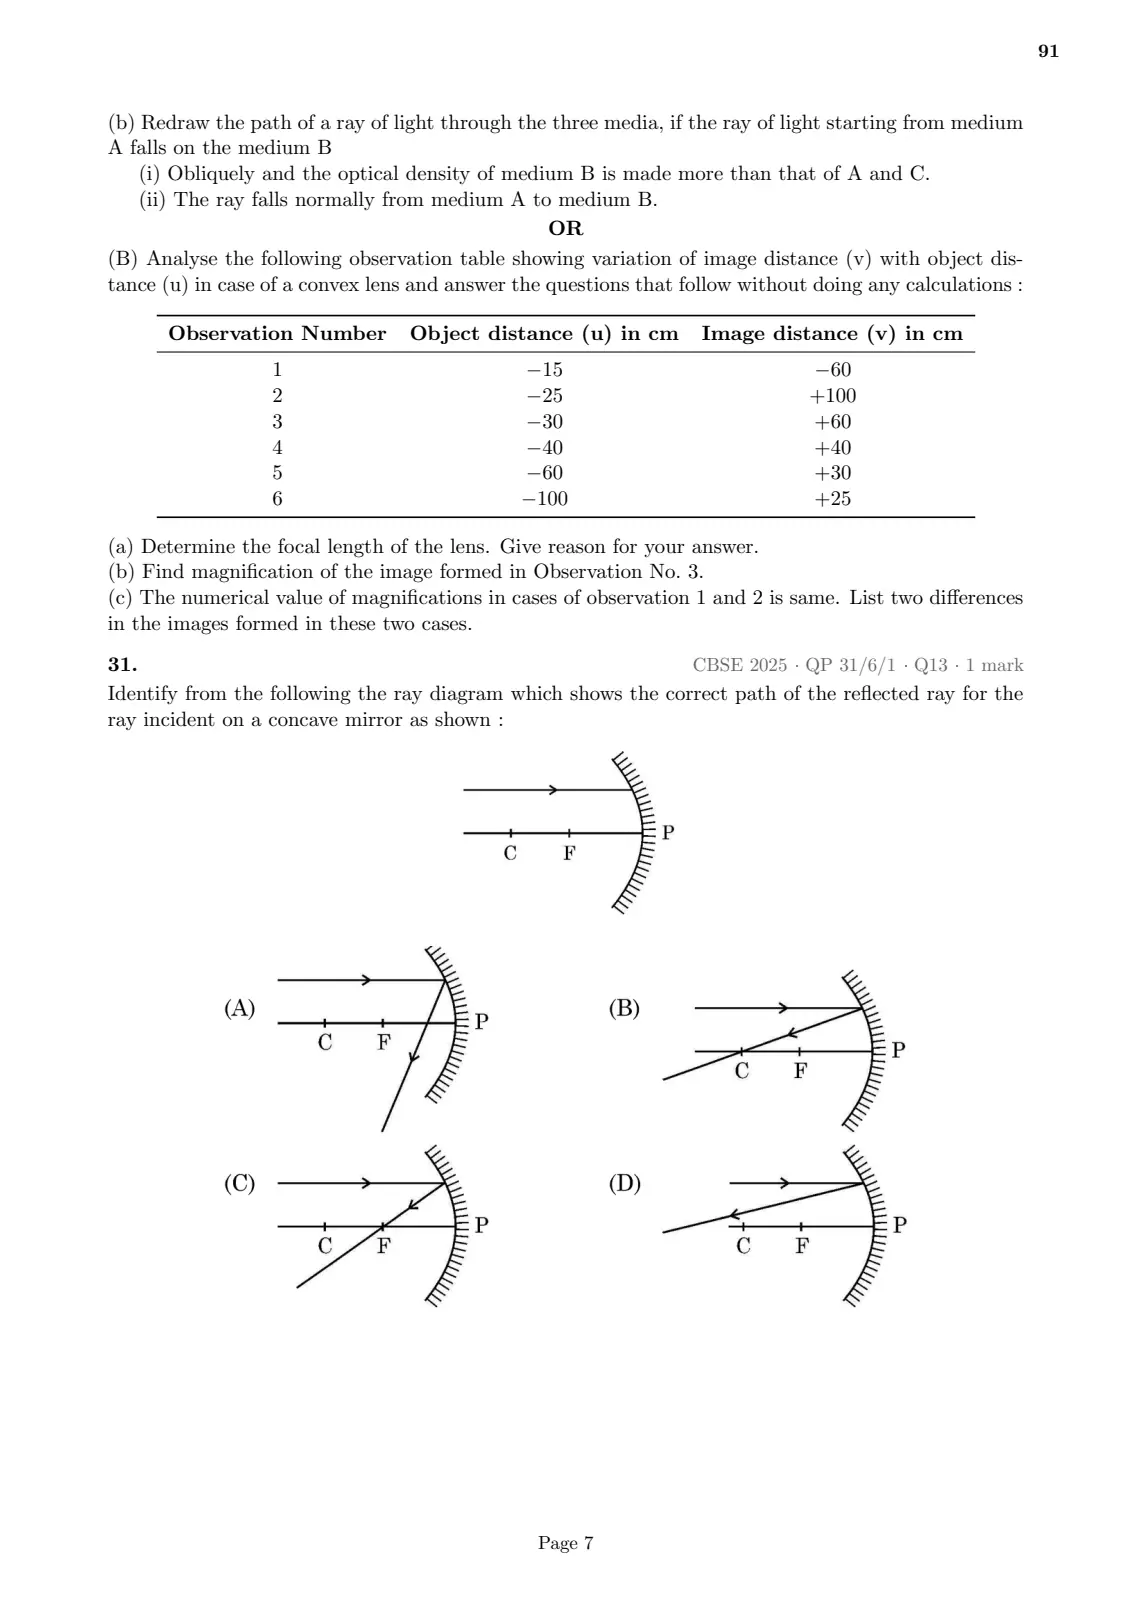 91
(b) Redraw the path of a ray of light through the three media, if the ray of light starting from medium
A falls on the medium B
(i) Obliquely and the optical density of medium B is made more than that of A and C.
(ii) The ray falls normally from medium A to medium B.
OR
(B) Analyse the following observation table showing variation of image distance (v) with object dis-
tance (u) in case of a convex lens and answer the questions that follow without doing any calculations :
Observation Number Object distance (u) in cm Image distance (v) in cm
1 −15 −60
2 −25 +100
3 −30 +60
4 −40 +40
5 −60 +30
6 −100 +25
(a) Determine the focal length of the lens. Give reason for your answer.
(b) Find magnification of the image formed in Observation No. 3.
(c) The numerical value of magnifications in cases of observation 1 and 2 is same. List two differences
in the images formed in these two cases.
31. CBSE 2025 · QP 31/6/1 · Q13 · 1 mark
Identify from the following the ray diagram which shows the correct path of the reflected ray for the
ray incident on a concave mirror as shown :
P
C F
(A) P
C F
(B) P
C F
(C) P
C F
(D) P
C F
Page 7